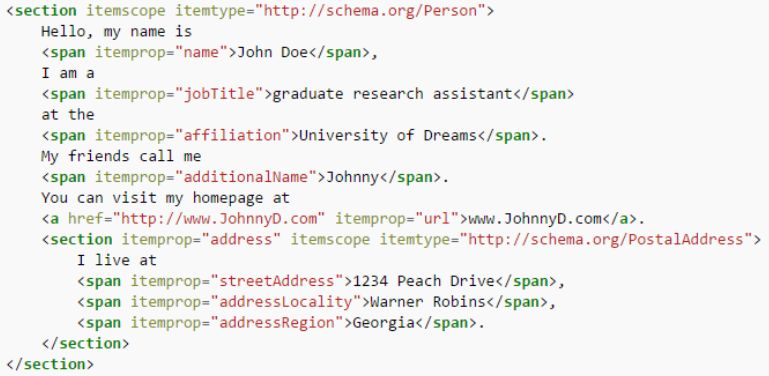 <section itemscope itemtype="http://schema.org/Person">
    Hello, my name is
    <span itemprop="name">John Doe</span>,
    I am a
    <span itemprop="jobTitle">graduate research assistant</span>
    at the
    <span itemprop="affiliation">University of Dreams</span>.
    My friends call me
    <span itemprop="additionalName">Johnny</span>.
    You can visit my homepage at
    <a href="http://www.JohnnyD.com" itemprop="url">www.JohnnyD.com</a>.
    <section itemprop="address" itemscope itemtype="http://schema.org/PostalAddress">
        I live at
        <span itemprop="streetAddress">1234 Peach Drive</span>,
        <span itemprop="addressLocality">Warner Robins</span>,
        <span itemprop="addressRegion">Georgia</span>.
    </section>
</section>